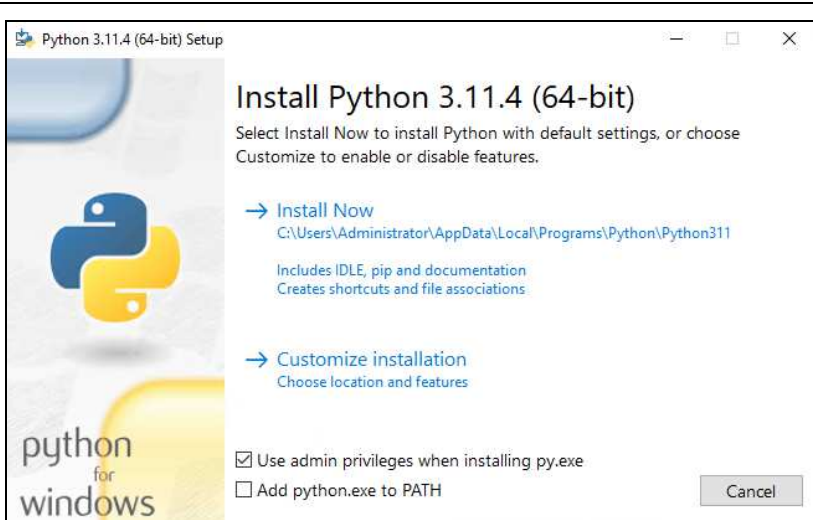 Python 3.11.4 (64-bit) Setup
Install Python 3.11.4 (64-bit)
Select Install Now to install Python with default settings, or choose
Customize to enable or disable features.
Install Now
C:\Users\Administrator\AppData\Local\Programs\Python\Python311
Includes IDLE, pip and documentation
Creates shortcuts and file associations
Customize installation
Choose location and features
python
for
windows
Use admin privileges when installing py.exe
Add python.exe to PATH
Cancel